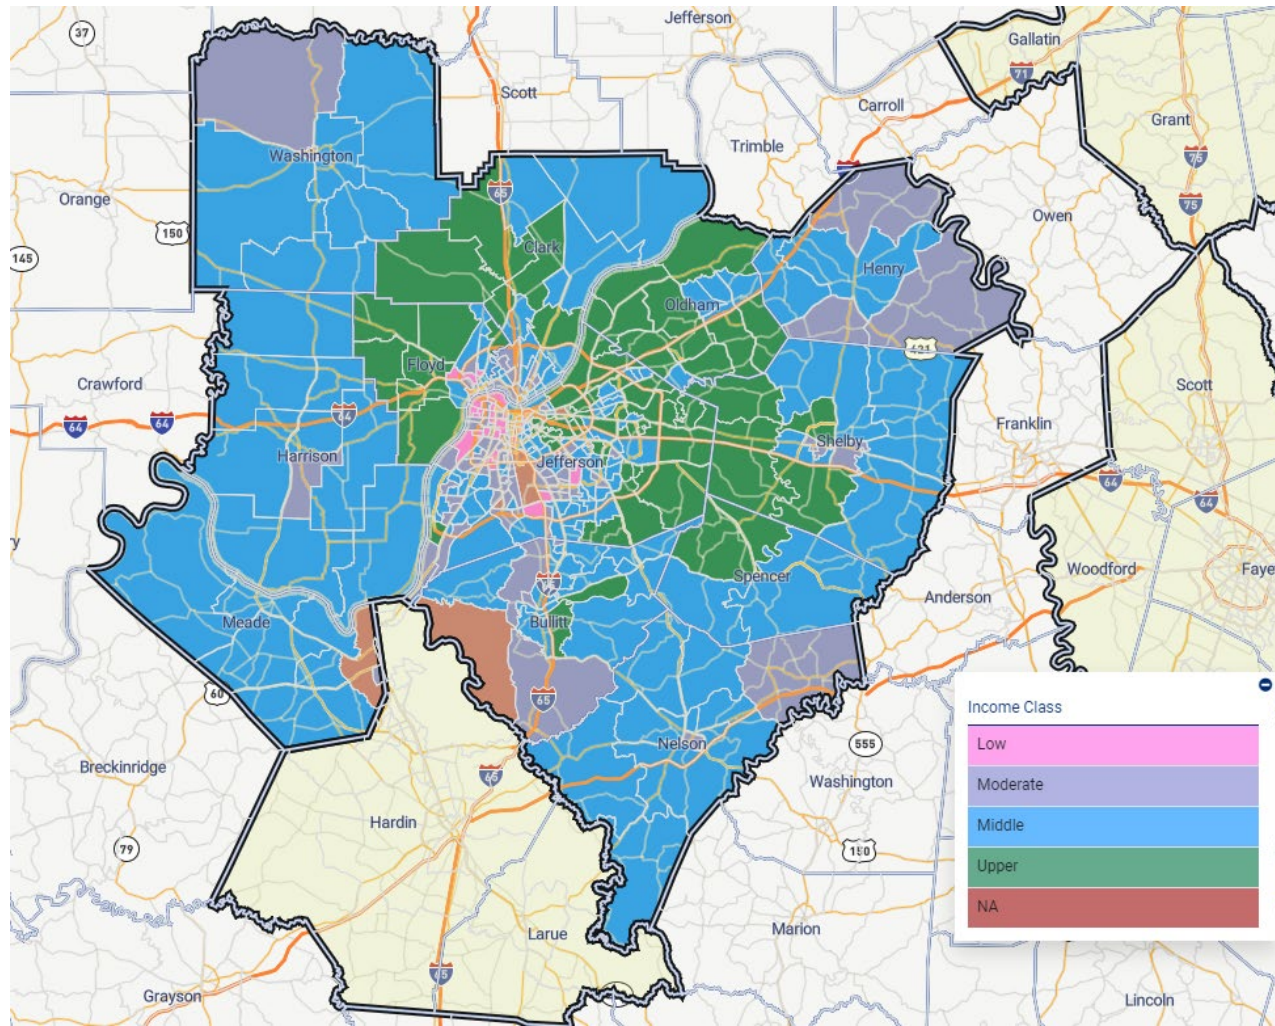 Jefferson
37
Gallatin
71
Scott
Carroll
Grant
Trimble
75
Washington
65
Orange
75
Owen
150
Clark
145
Henry
Oldham
421
Floyd
Crawford
Scott
64
64
64
Franklin
Shelby
Harrison
Jefferson
64
64
Woodford
Faye
Spencer
Anderson
Meade
Bullitt
60
65
Income Class
Low
Nelson
555
Moderate
Breckinridge
65
Washington
Middle
Hardin
79
150
Upper
NA
Larue
Marion
65
Grayson
Lincoln